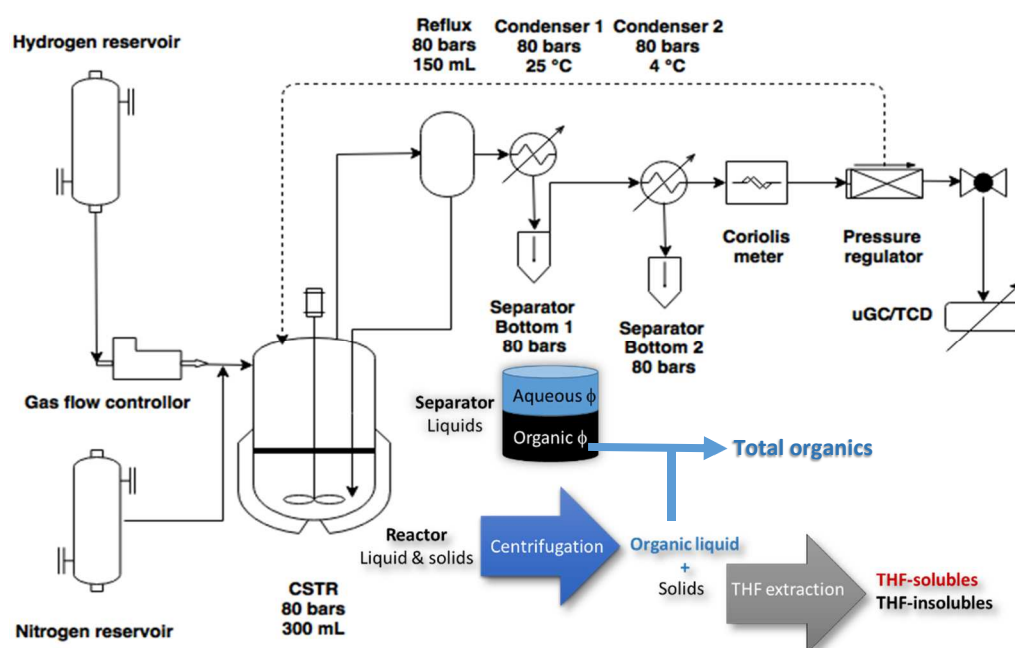 Hydrogen reservoir
Reflux
80 bars
150 mL
Condenser 1
80 bars
25 °C
Condenser 2
80 bars
4 °C
Coriolis
meter
Pressure
regulator
Separator
Bottom 1
80 bars
Separator
Bottom 2
80 bars
uGC/TCD
Gas flow controllor
Separator
Liquids
Aqueous ϕ
Organic ϕ
Total organics
Reactor
Liquid & solids
Centrifugation
Organic liquid
+
Solids
THF extraction
THF-solubles
THF-insolubles
CSTR
80 bars
300 mL
Nitrogen reservoir